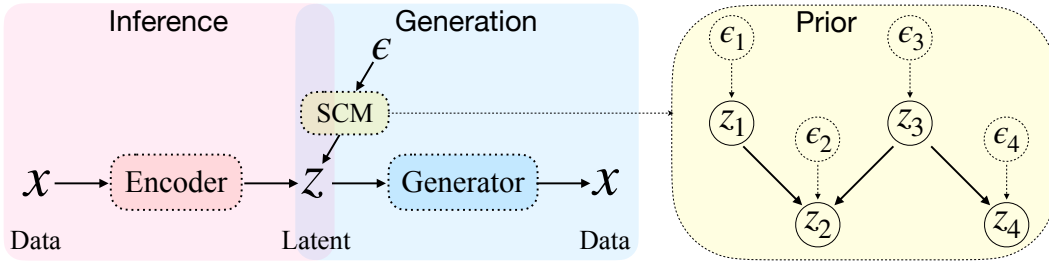 Inference
Generation
Prior
ϵ
SCM
x
Encoder
z
Generator
x
Data
Latent
Data
ϵ1
ϵ3
z1
ϵ2
z3
ϵ4
z2
z4